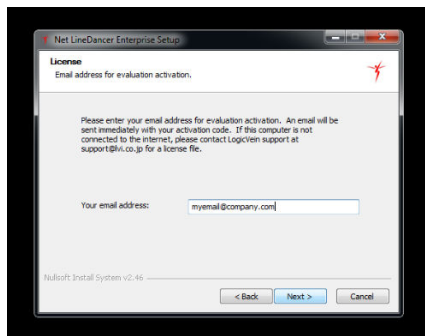 Net LineDancer Enterprise Setup
License
Email address for evaluation activation.
Please enter your email address for evaluation activation. An email will be
sent immediately with your activation code. If this computer is not
connected to the internet, please contact LogicVein support at
support@lvi.co.jp for a license file.
Your email address:
myemail@company.com
Nullsoft Install System v2.46
< Back
Next >
Cancel